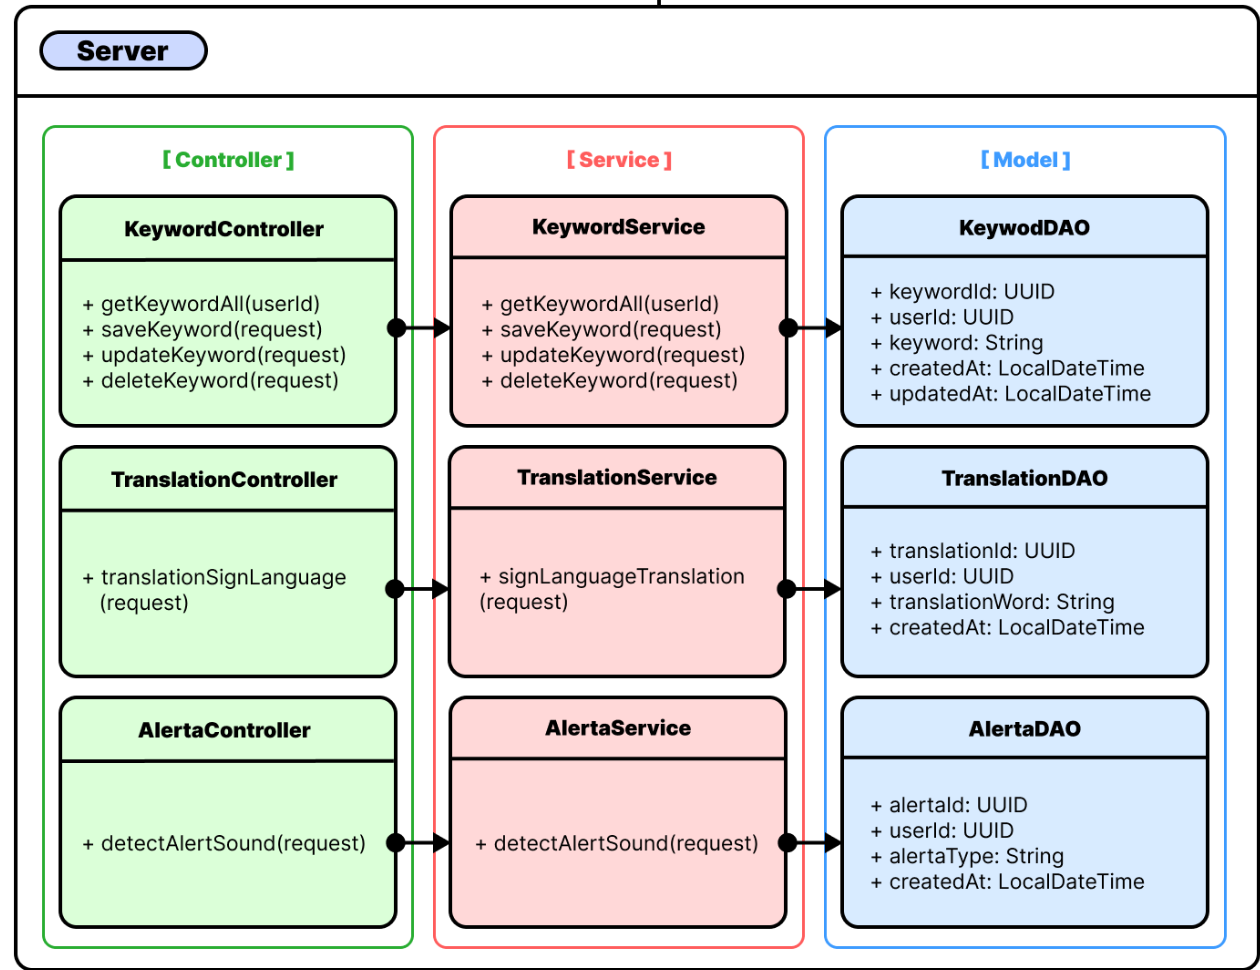 Server
[ Controller ]
KeywordController
+ getKeywordAll(userId)
+ saveKeyword(request)
+ updateKeyword(request)
+ deleteKeyword(request)
TranslationController
+ translationSignLanguage
(request)
AlertaController
+ detectAlertSound(request)
[ Service ]
KeywordService
+ getKeywordAll(userId)
+ saveKeyword(request)
+ updateKeyword(request)
+ deleteKeyword(request)
TranslationService
+ signLanguageTranslation
(request)
AlertaService
+ detectAlertSound(request)
[ Model ]
KeywodDAO
+ keywordId: UUID
+ userId: UUID
+ keyword: String
+ createdAt: LocalDateTime
+ updatedAt: LocalDateTime
TranslationDAO
+ translationId: UUID
+ userId: UUID
+ translationWord: String
+ createdAt: LocalDateTime
AlertaDAO
+ alertaId: UUID
+ userId: UUID
+ alertaType: String
+ createdAt: LocalDateTime